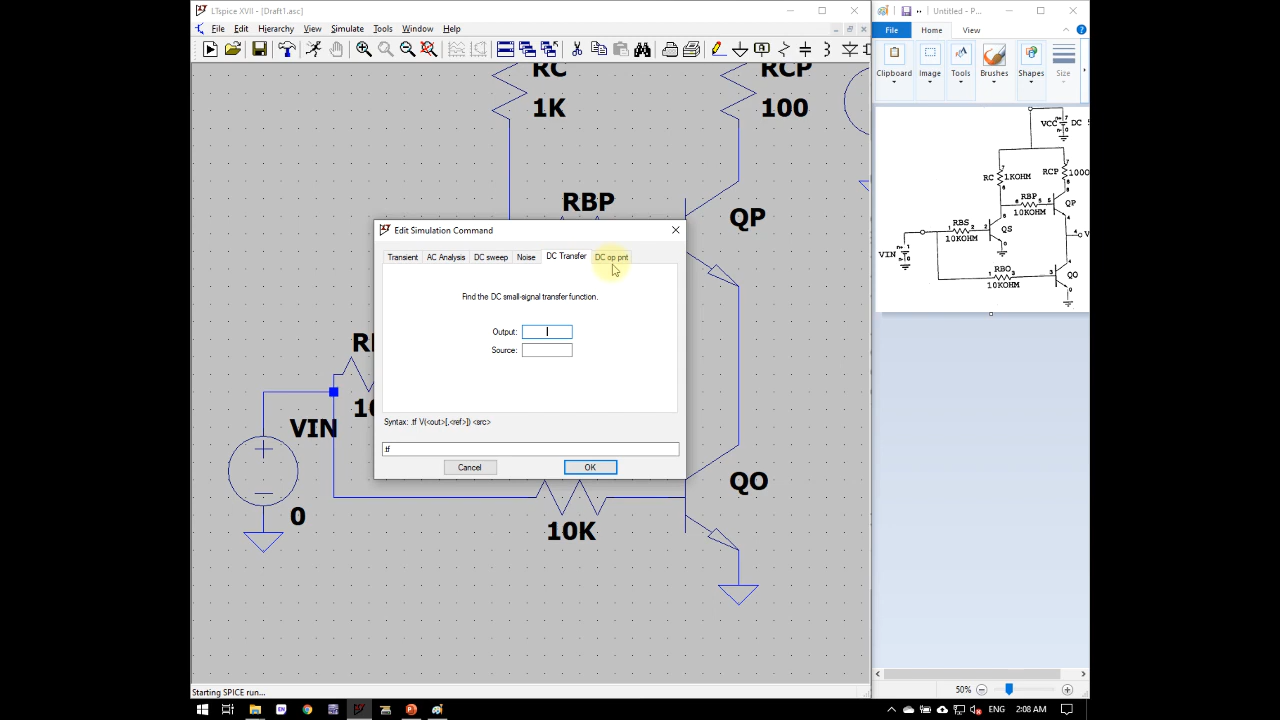 LTspice XVII - [Draft1.asc]
File Edit Hierarchy View Simulate Tools Window Help
RC
1K
RCP
100
RBP
QP
VIN
0
10K
QO
Edit Simulation Command
Transient AC Analysis DC sweep Noise DC Transfer DC op pnt
Find the DC small-signal transfer function.
Output:
Source:
Syntax: .tf V(<out>[,<ref>]) <src>
.tf
Cancel OK
Starting SPICE run...
Untitled - P...
File Home View
Clipboard Image Tools Brushes Shapes Size
VCC DC
RC 1KOHM
RCP
RBP
10KOHM
QP
RBS
10KOHM
QS
VIN
RBO
10KOHM
QO
50%
ENG 2:08 AM